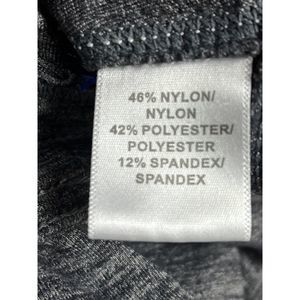 46% NYLON/
NYLON
42% POLYESTER/
POLYESTER
12% SPANDEX/
SPANDEX